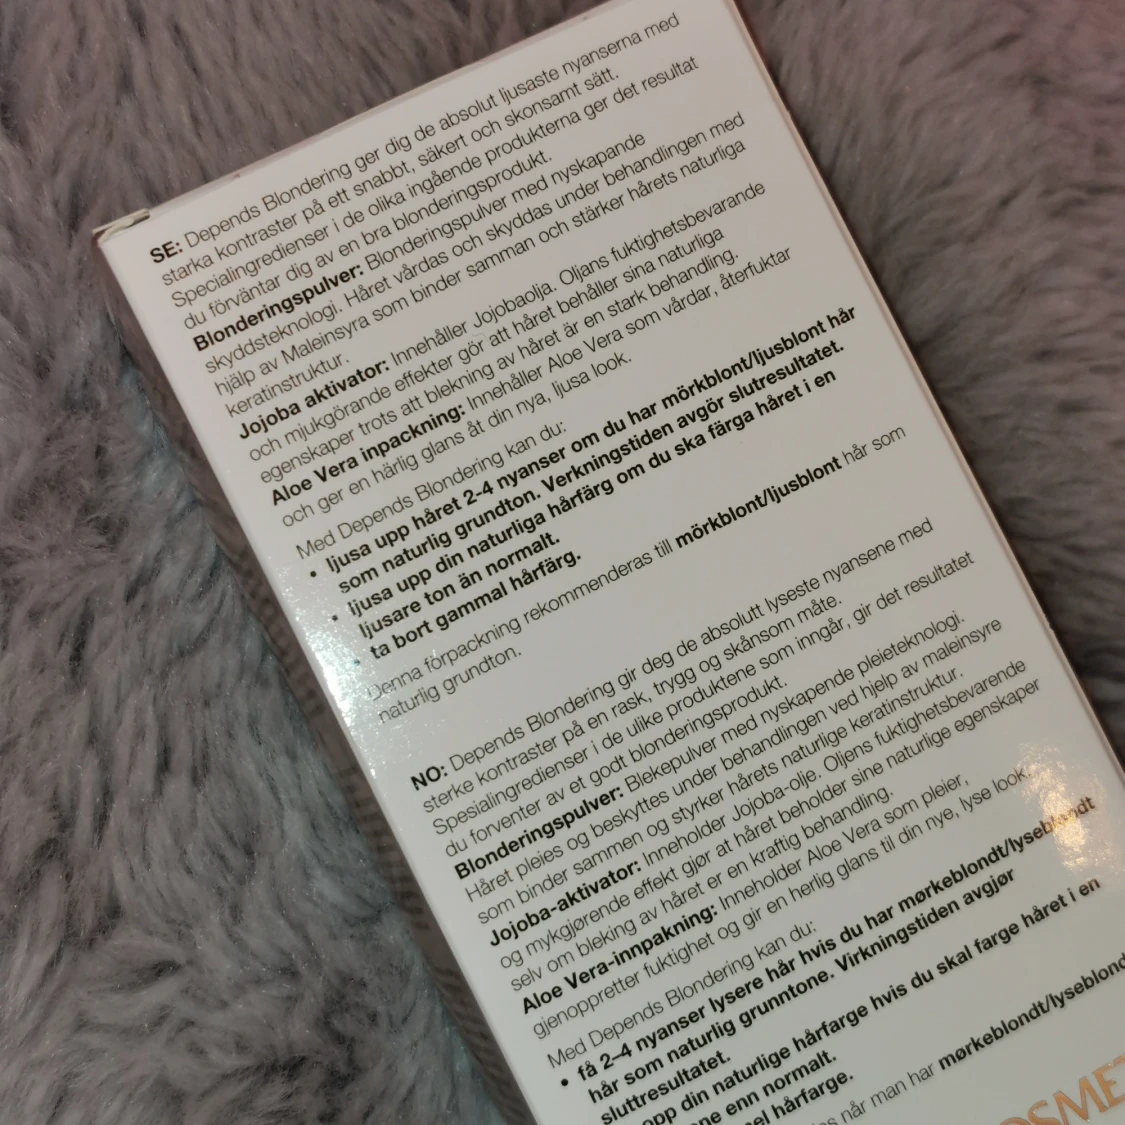 SE: Depends Blondering ger dig de absolut ljusaste nyanserna med
starka kontraster på ett snabbt, säkert och skonsamt sätt.
Specialingredienser i de olika ingående produkterna ger det resultat
du förväntar dig av en bra blonderingsprodukt.
Blonderingspulver: Blonderingspulver med nyskapande
skyddsteknologi. Håret vårdas och skyddas under behandlingen med
hjälp av Maleinsyra som binder samman och stärker hårets naturliga
keratinstruktur.
Jojoba aktivator: Innehåller Jojobaolja. Oljans fuktighetsbevarande
och mjukgörande effekter gör att håret behåller sina naturliga
egenskaper trots att blekning av håret är en stark behandling.
Aloe Vera inpackning: Innehåller Aloe Vera som vårdar, återfuktar
och ger en härlig glans åt din nya, ljusa look.
Med Depends Blondering kan du:
• ljusa upp håret 2-4 nyanser om du har mörkblont/ljusblont hår
som naturlig grundton. Verkningstiden avgör slutresultatet.
• ljusa upp din naturliga hårfärg om du ska färga håret i en
ljusare ton än normalt.
ta bort gammal hårfärg.
Denna förpackning rekommenderas till mörkblont/ljusblont hår som
naturlig grundton.
NO: Depends Blondering gir deg de absolutt lyseste nyansene med
sterke kontraster på en rask, trygg og skånsom måte.
Spesialingredienser i de ulike produktene som inngår, gir det resultatet
du forventer av et godt blonderingsprodukt.
Blonderingspulver: Blekepulver med nyskapende pleieteknologi.
Håret pleies og beskyttes under behandlingen ved hjelp av maleinsyre
som binder sammen og styrker hårets naturlige keratinstruktur.
Jojoba-aktivator: Inneholder Jojoba-olje. Oljens fuktighetsbevarende
og mykgjørende effekt gjør at håret beholder sine naturlige egenskaper
selv om bleking av håret er en kraftig behandling.
Aloe Vera-innpakning: Inneholder Aloe Vera som pleier,
gjenoppretter fuktighet og gir en herlig glans til din nye, lyse look.
Med Depends Blondering kan du:
• få 2–4 nyanser lysere hår hvis du har mørkeblondt/lyseblondt
hår som naturlig grunntone. Virkningstiden avgjør
sluttresultatet.
opp din naturlige hårfarge hvis du skal farge håret i en
enn normalt.
hårfarge.
når man har mørkeblondt/lyseblond